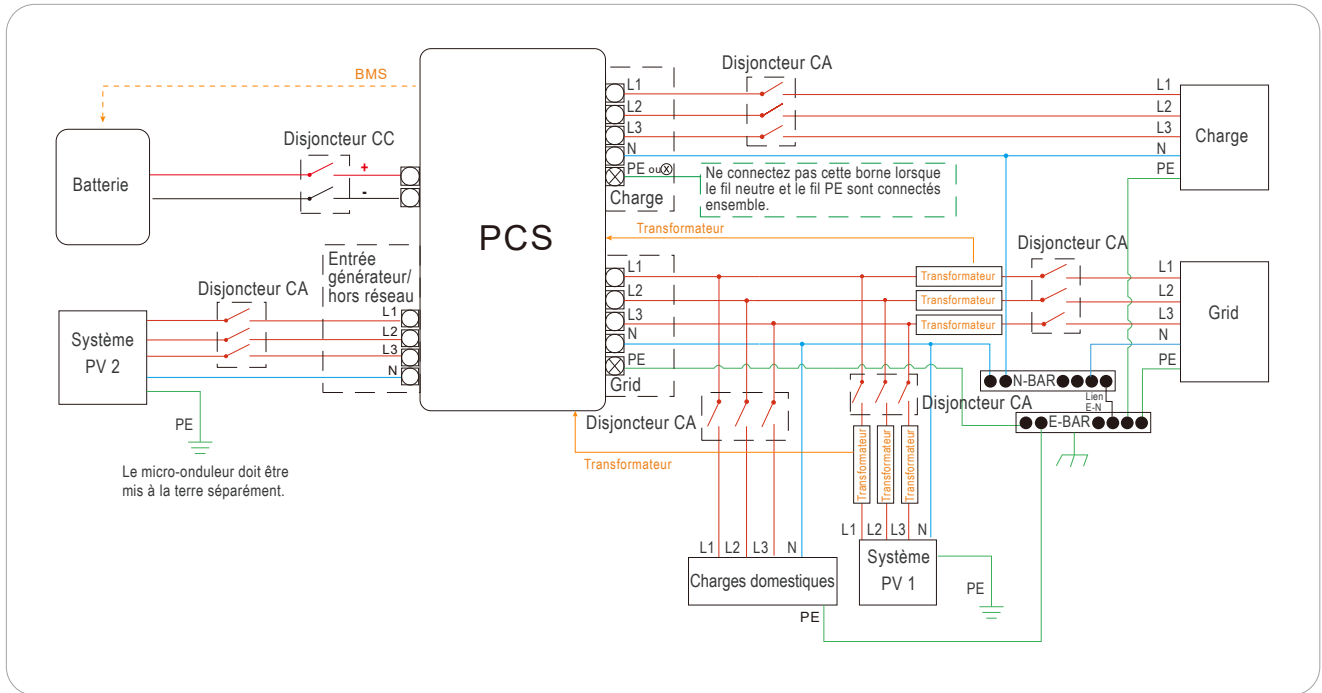 BMS
Batterie
Disjoncteur CC
+
-
PCS
L1
L2
L3
N
PE ou
Charge
Disjoncteur CA
L1
L2
L3
N
PE
Charge
Ne connectez pas cette borne lorsque
le fil neutre et le fil PE sont connectés
ensemble.
Transformateur
Entrée
générateur/
hors réseau
L1
L2
L3
N
Disjoncteur CA
Système
PV 2
PE
Le micro-onduleur doit être
mis à la terre séparément.
L1
L2
L3
N
PE
Grid
Transformateur
Transformateur
Transformateur
Disjoncteur CA
L1
L2
L3
N
PE
Grid
N-BAR
Lien
E-N
E-BAR
Disjoncteur CA
Disjoncteur CA
Transformateur
Transformateur
Transformateur
Transformateur
L1 L2 L3 N
Charges domestiques
PE
L1 L2 L3 N
Système
PV 1
PE